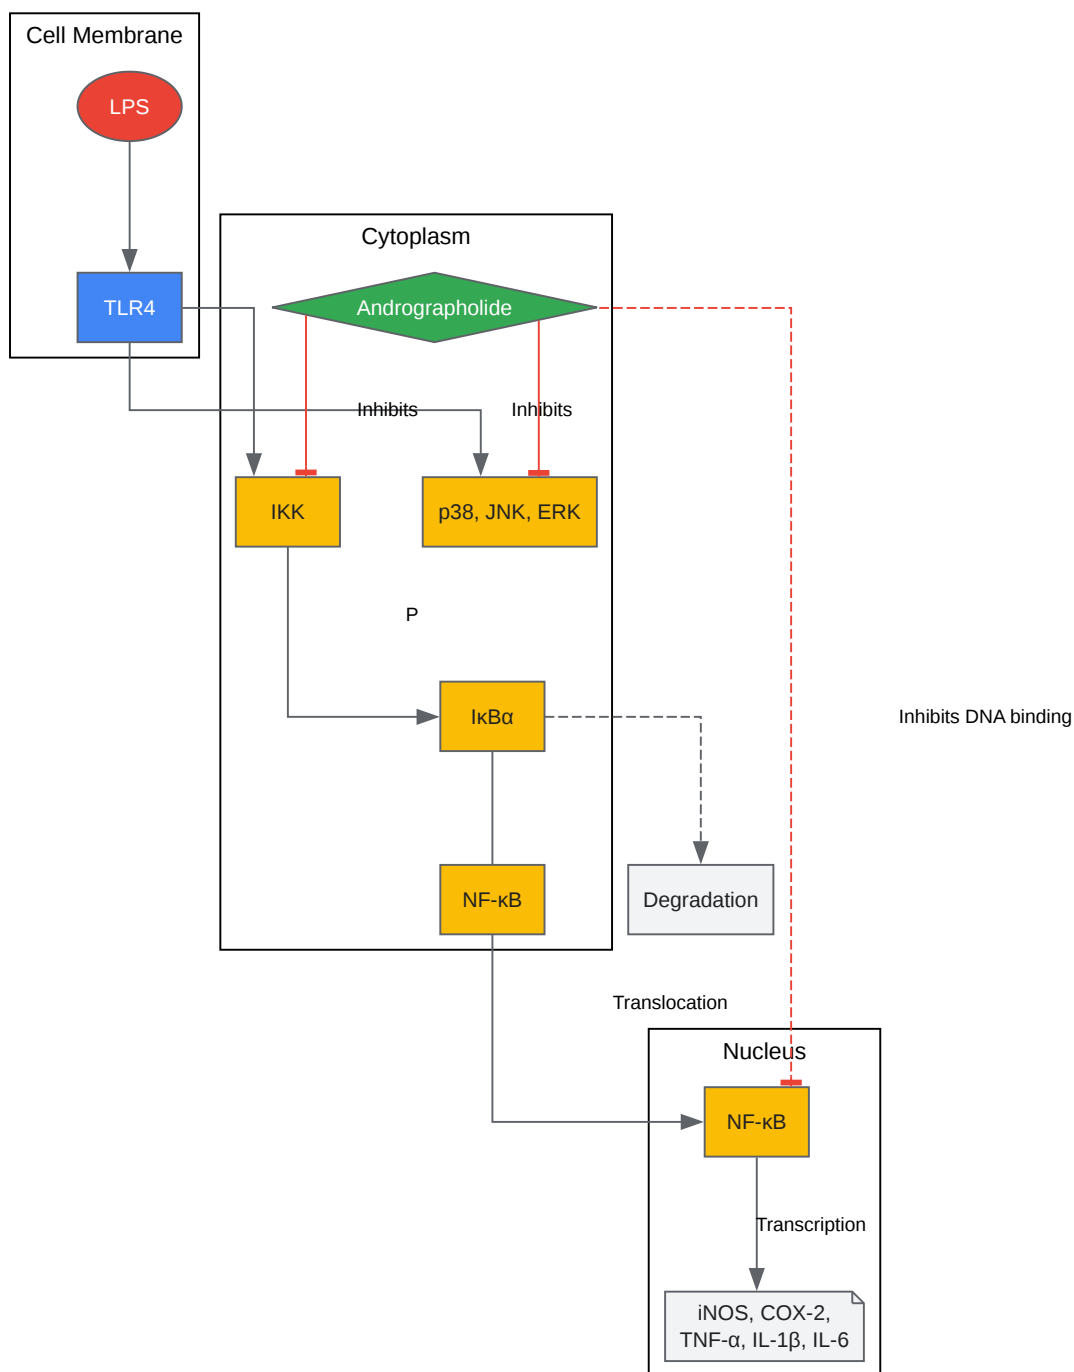 Cell Membrane
LPS
TLR4
Cytoplasm
Andrographolide
Inhibits
Inhibits
IKK
p38, JNK, ERK
P
IκBα
Inhibits DNA binding
NF-κB
Degradation
Translocation
Nucleus
NF-κB
Transcription
iNOS, COX-2,
TNF-α, IL-1β, IL-6